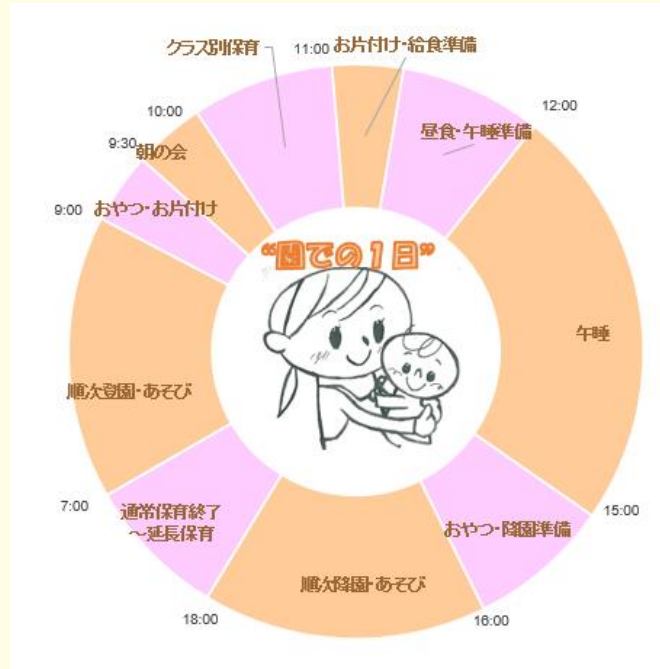 クラス別保育
11:00
お片付け・給食準備
10:00
12:00
9:30
朝の会
昼食・午睡準備
9:00
おやつ・お片付け
“園での1日”
午睡
順次登園・あそび
7:00
通常保育終了
～延長保育
15:00
おやつ・降園準備
順次降園・あそび
18:00
16:00